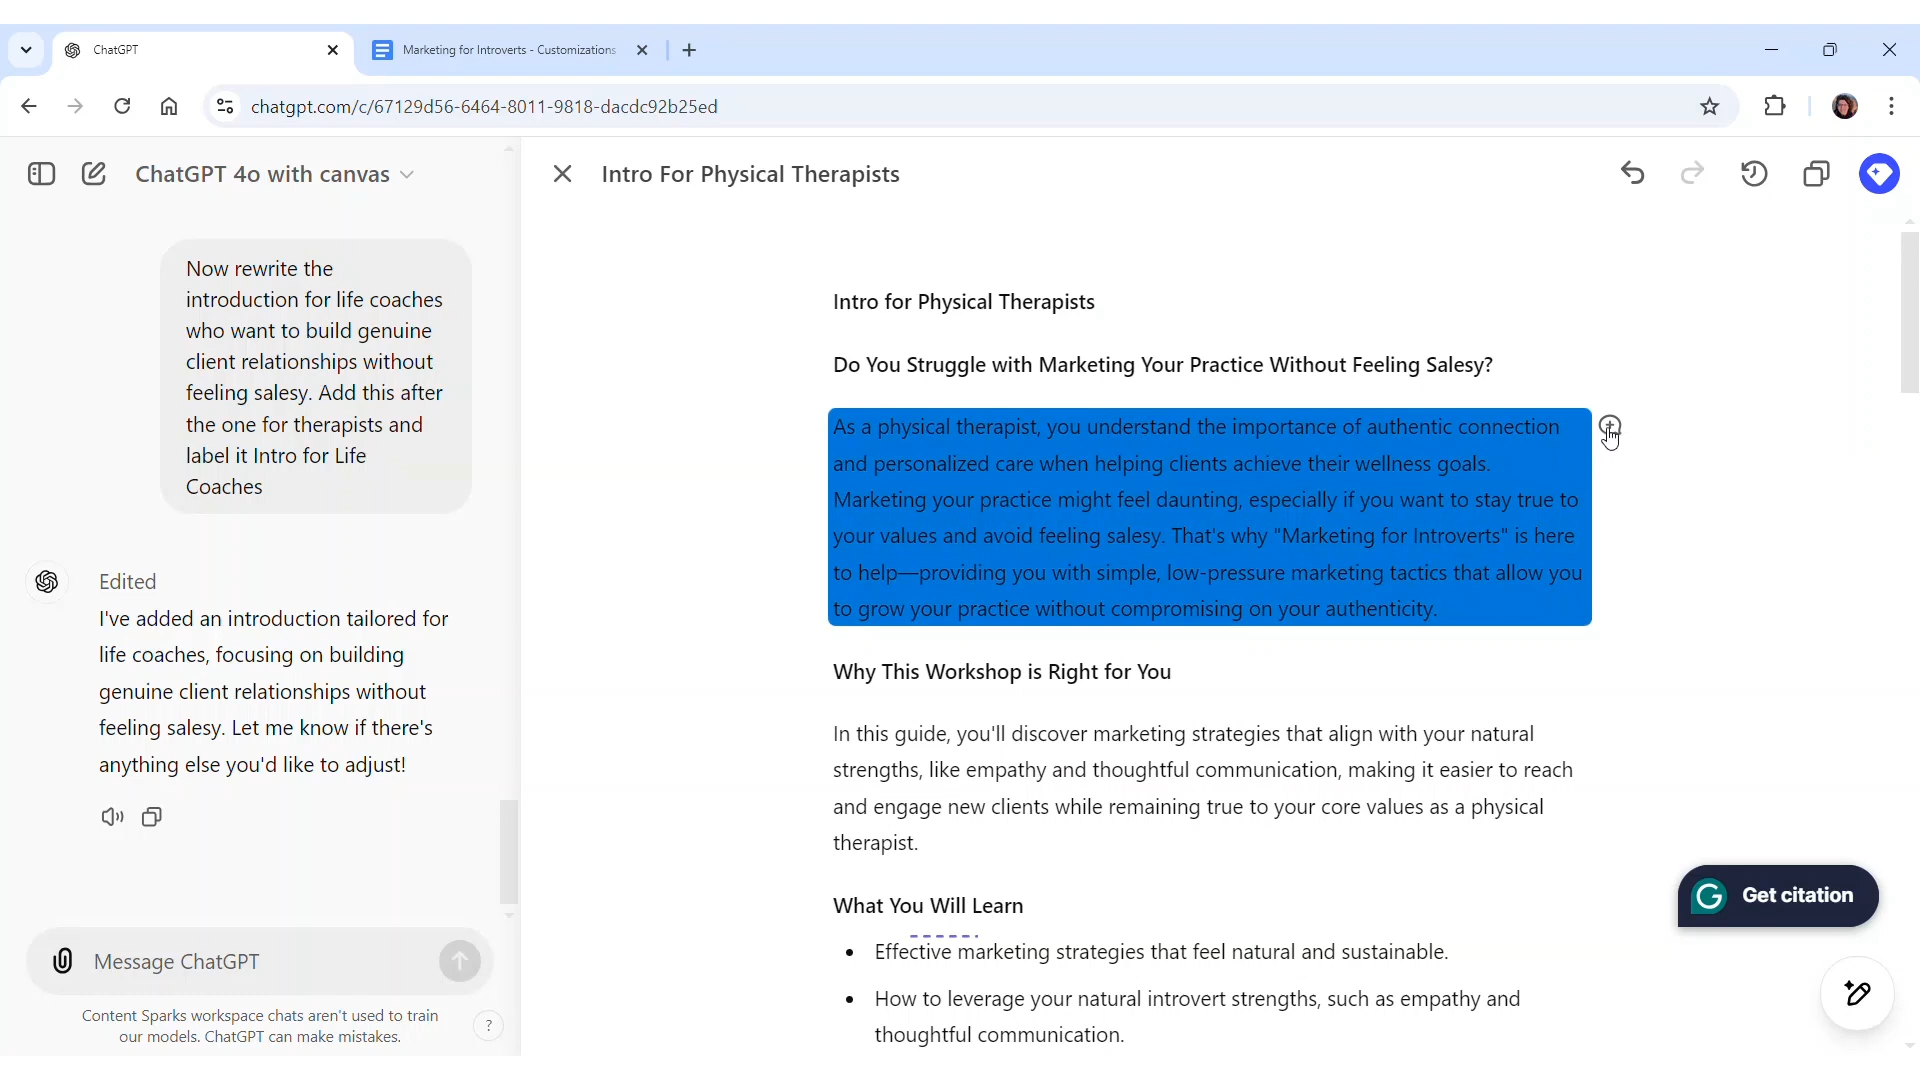 ChatGPT
Marketing for Introverts - Customizations
chatgpt.com/c/67129d56-6464-8011-9818-dacdc92b25ed
ChatGPT 4o with canvas
Now rewrite the
introduction for life coaches
who want to build genuine
client relationships without
feeling salesy. Add this after
the one for therapists and
label it Intro for Life
Coaches
Edited
I've added an introduction tailored for
life coaches, focusing on building
genuine client relationships without
feeling salesy. Let me know if there's
anything else you'd like to adjust!
Message ChatGPT
Content Sparks workspace chats aren't used to train
our models. ChatGPT can make mistakes.
?
Intro For Physical Therapists
Intro for Physical Therapists
Do You Struggle with Marketing Your Practice Without Feeling Salesy?
As a physical therapist, you understand the importance of authentic connection
and personalized care when helping clients achieve their wellness goals.
Marketing your practice might feel daunting, especially if you want to stay true to
your values and avoid feeling salesy. That's why "Marketing for Introverts" is here
to help—providing you with simple, low-pressure marketing tactics that allow you
to grow your practice without compromising on your authenticity.
Why This Workshop is Right for You
In this guide, you'll discover marketing strategies that align with your natural
strengths, like empathy and thoughtful communication, making it easier to reach
and engage new clients while remaining true to your core values as a physical
therapist.
What You Will Learn
• Effective marketing strategies that feel natural and sustainable.
• How to leverage your natural introvert strengths, such as empathy and
thoughtful communication.
Get citation